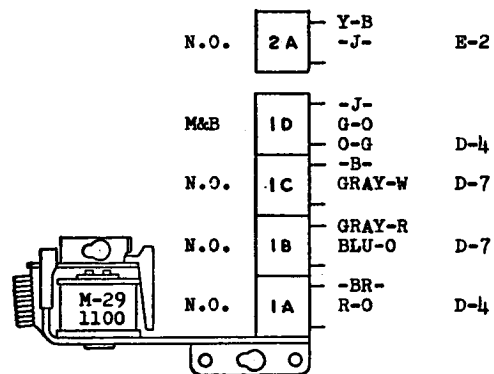 Y-B
N.O. 2A -J- E-2
-J-
M&B 1D G-O
O-G D-4
-B-
N.O. 1C GRAY-W D-7
GRAY-R
N.O. 1B BLU-O D-7
-BR-
N.O. 1A R-O D-4
M-29
1100